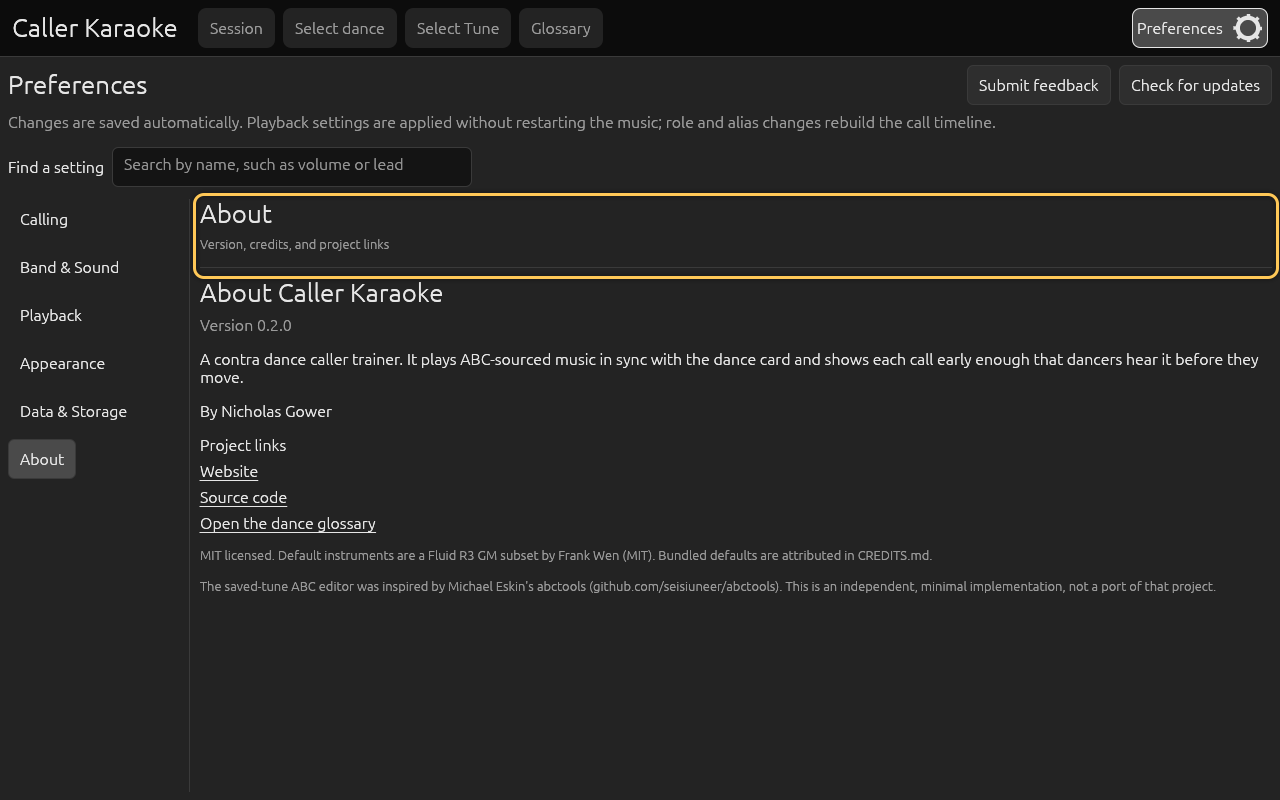 Caller Karaoke
Session
Select dance
Select Tune
Glossary
Preferences
Preferences
Submit feedback
Check for updates
Changes are saved automatically. Playback settings are applied without restarting the music; role and alias changes rebuild the call timeline.
Find a setting
Search by name, such as volume or lead
Calling
Band & Sound
Playback
Appearance
Data & Storage
About
About
Version, credits, and project links
About Caller Karaoke
Version 0.2.0
A contra dance caller trainer. It plays ABC-sourced music in sync with the dance card and shows each call early enough that dancers hear it before they
move.
By Nicholas Gower
Project links
Website
Source code
Open the dance glossary
MIT licensed. Default instruments are a Fluid R3 GM subset by Frank Wen (MIT). Bundled defaults are attributed in CREDITS.md.
The saved-tune ABC editor was inspired by Michael Eskin's abctools (github.com/seisiuneer/abctools). This is an independent, minimal implementation, not a part of that project.